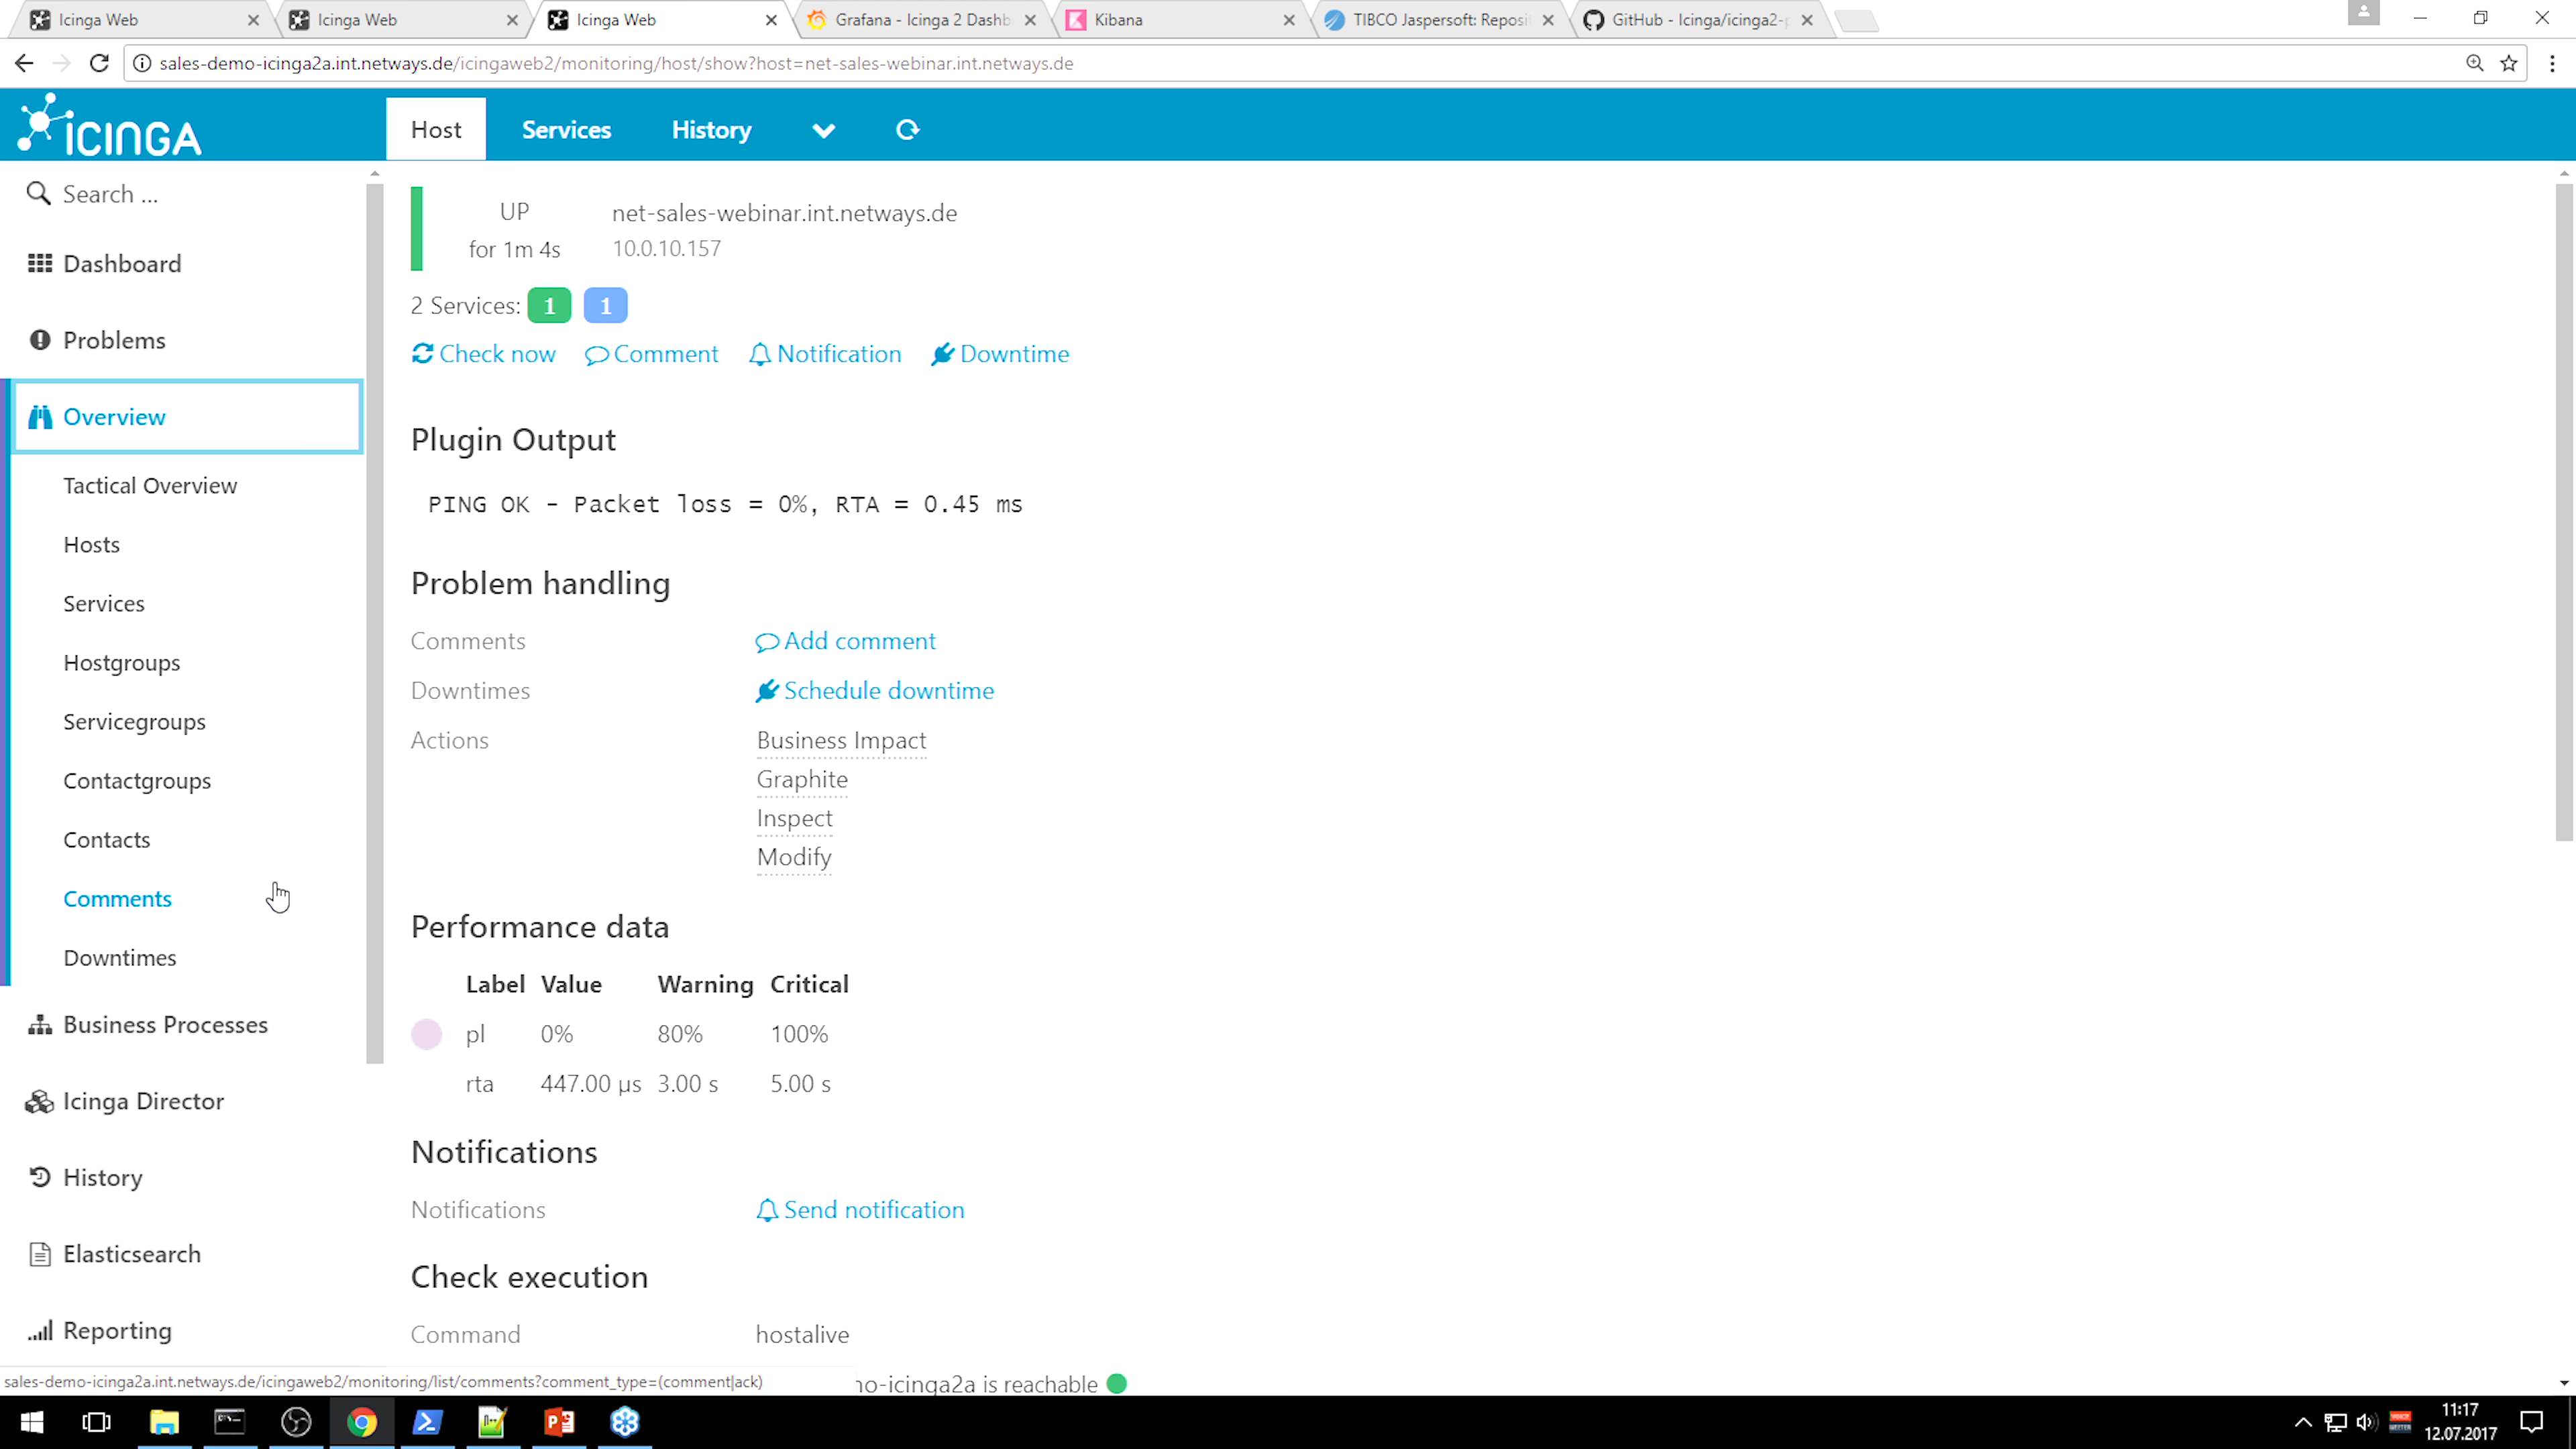 Icinga Web
Icinga Web
Icinga Web
Grafana - Icinga 2 Dashb
Kibana
TIBCO Jaspersoft: Reposi
GitHub - Icinga/icinga2-p
sales-demo-icinga2a.int.netways.de/icingaweb2/monitoring/host/show?host=net-sales-webinar.int.netways.de
ICINGA
Host
Services
History
Search ...
Dashboard
Problems
Overview
Tactical Overview
Hosts
Services
Hostgroups
Servicegroups
Contactgroups
Contacts
Comments
Downtimes
Business Processes
Icinga Director
History
Elasticsearch
Reporting
UP
for 1m 4s
net-sales-webinar.int.netways.de
10.0.10.157
2 Services: 1 1
Check now Comment Notification Downtime
Plugin Output
PING OK - Packet loss = 0%, RTA = 0.45 ms
Problem handling
Comments Add comment
Downtimes Schedule downtime
Actions Business Impact
Graphite
Inspect
Modify
Performance data
Label Value Warning Critical
pl 0% 80% 100%
rta 447.00 µs 3.00 s 5.00 s
Notifications
Notifications Send notification
Check execution
Command hostalive
no-icinga2a is reachable
sales-demo-icinga2a.int.netways.de/icingaweb2/monitoring/list/comments?comment_type=(comment|ack)
11:17
12.07.2017